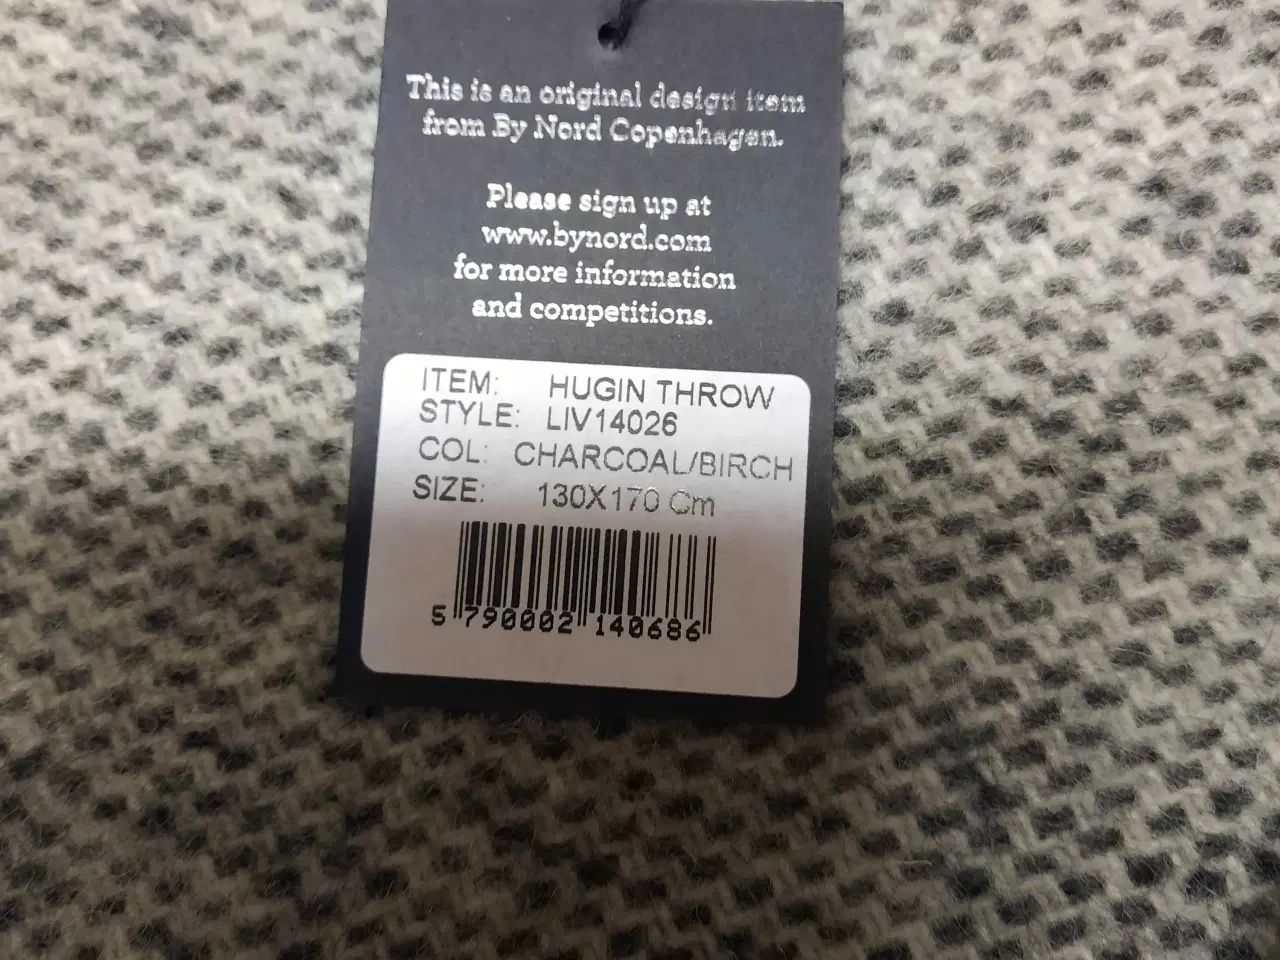 This is an original design item
from By Nord Copenhagen.
Please sign up at
www.bynord.com
for more information
and competitions.
ITEM: HUGIN THROW
STYLE: LIV14026
COL: CHARCOAL/BIRCH
SIZE: 130X170 Cm
5 790002 140686